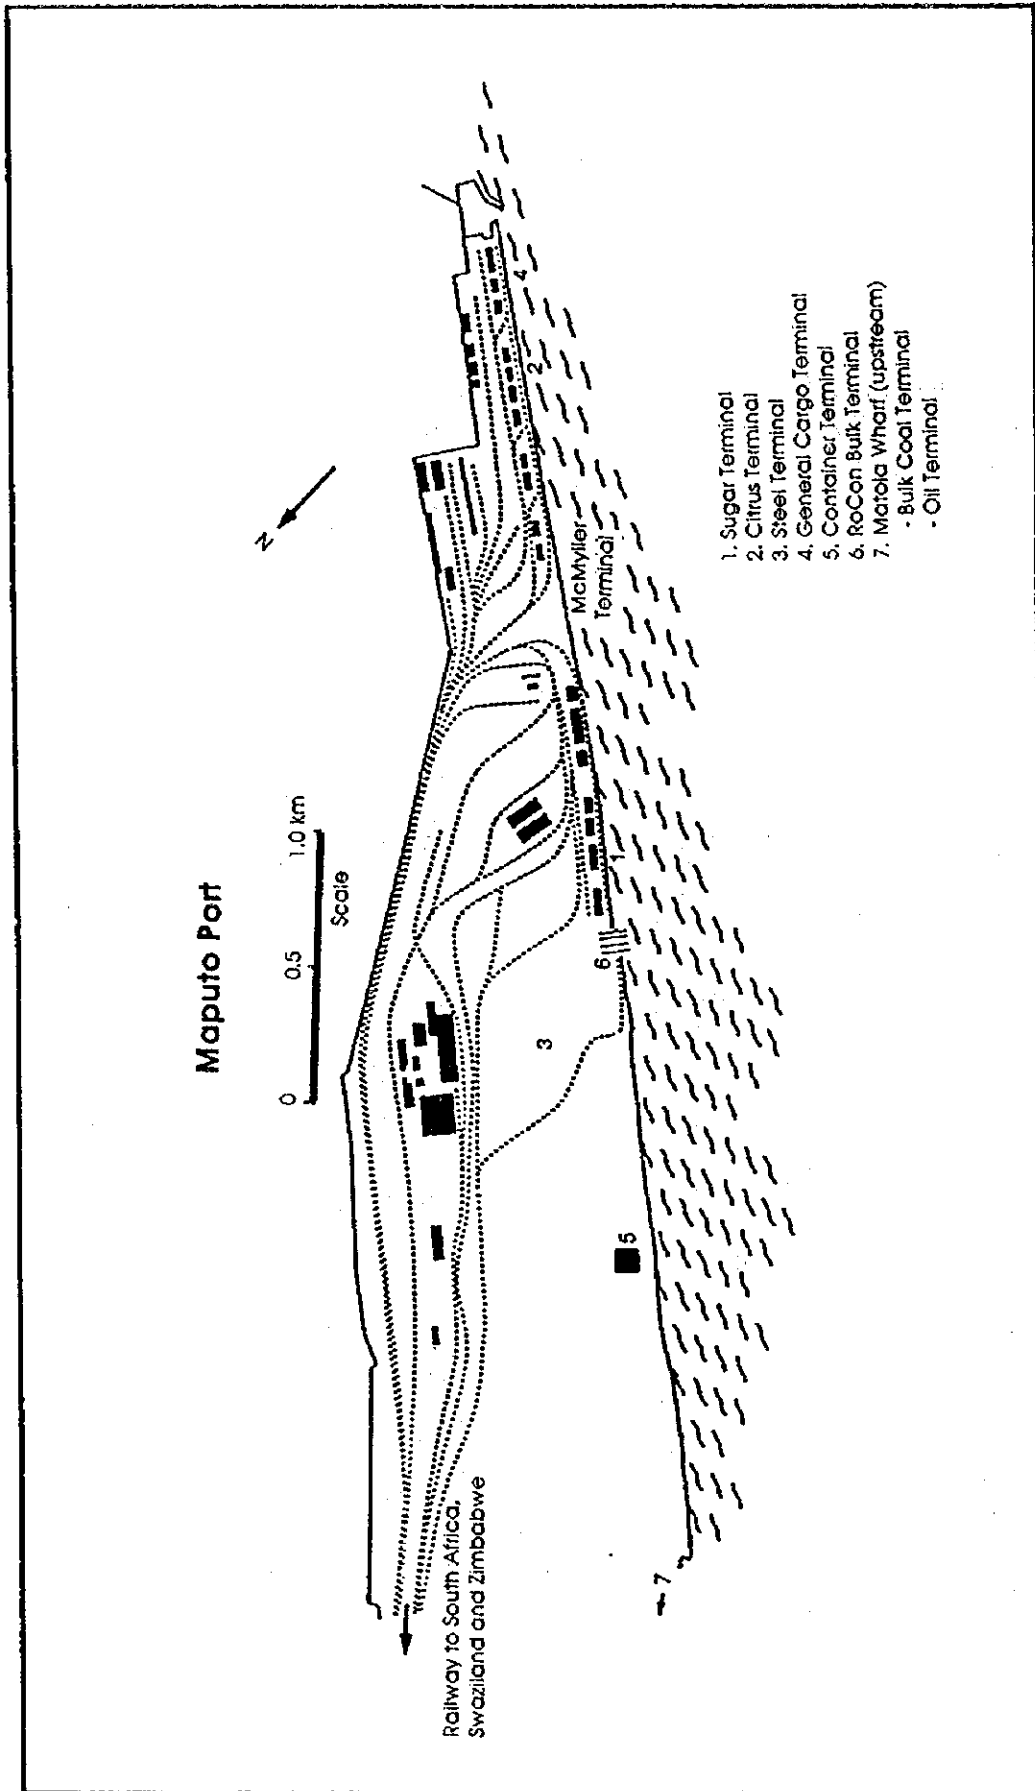 Maputo Port
0 0.5 1.0 km
Scale
N
Railway to South Africa,
Swaziland and Zimbabwe
McMyller
Terminal
1
2
3
4
5
6
7
1. Sugar Terminal
2. Citrus Terminal
3. Steel Terminal
4. General Cargo Terminal
5. Container Terminal
6. RoCon Bulk Terminal
7. Matola Wharf (upstream)
- Bulk Coal Terminal
- Oil Terminal